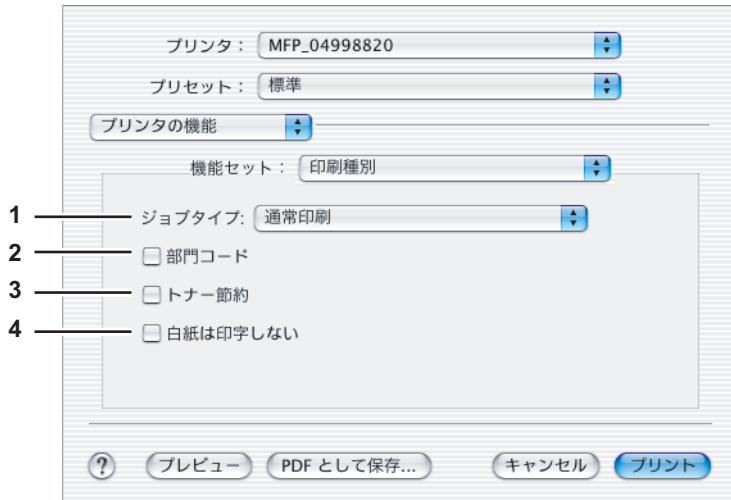 プリンタ： MFP_04998820
プリセット： 標準
プリンタの機能
機能セット： 印刷種別
1 ジョブタイプ: 通常印刷
2 部門コード
3 トナー節約
4 白紙は印字しない
? プレビュー PDF として保存... キャンセル プリント